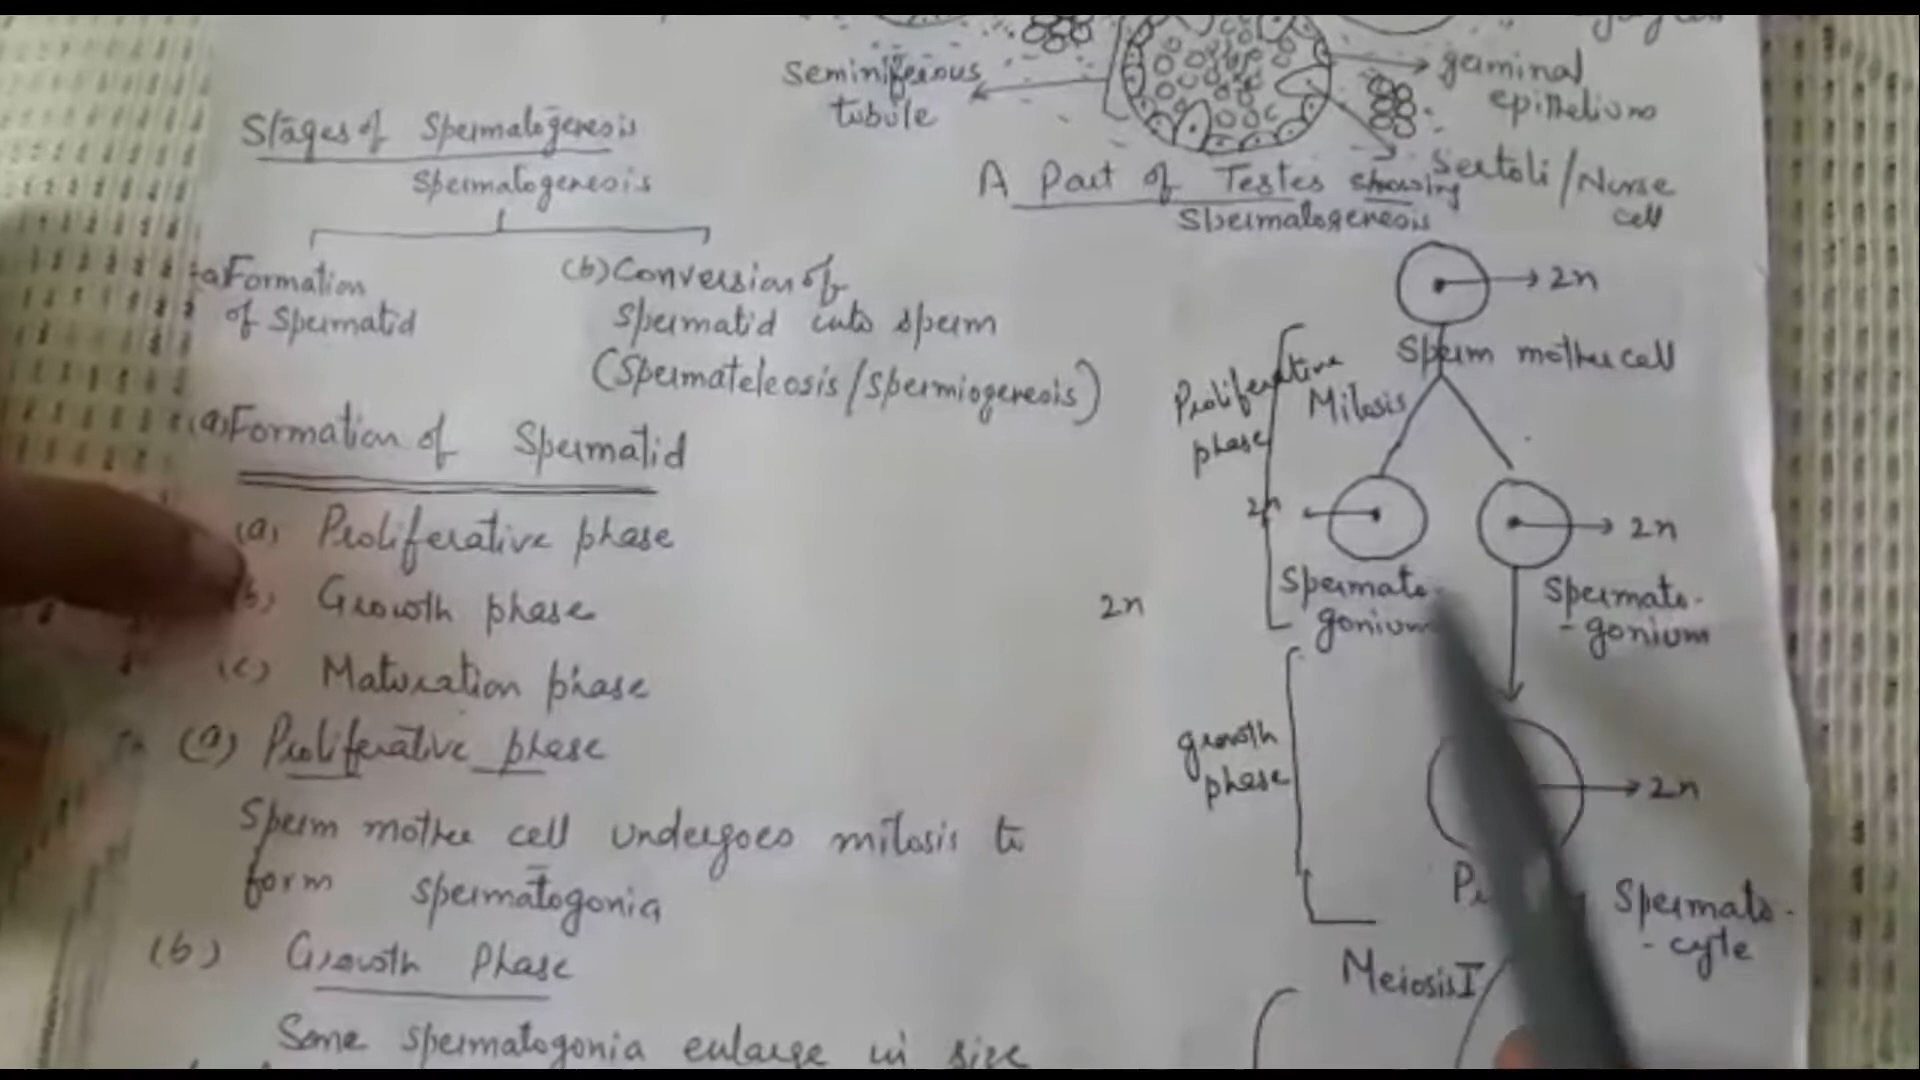 Stages of Spermatogenesis
Spermatogenesis
(a) Formation
of Spermatid
(b) Conversion of
Spermatid into sperm
(Spermateleosis/Spermiogenesis)
(a) Formation of Spermatid
(a) Proliferative phase
(b) Growth phase
(c) Maturation phase
(a) Proliferative phase
Sperm mother cell undergoes mitosis to
form spermatogonia
(b) Growth Phase
Some spermatogonia enlarge in size
Seminiferous
tubule
germinal
epithelium
Sertoli/Nurse
cell
A Part of Testes showing
Spermatogenesis
2n
Sperm mother cell
Proliferative
phase
Mitosis
2n
2n
Spermato-
gonium
Spermato-
-gonium
2n
growth
phase
2n
Spermato-
-cyte
Meiosis I